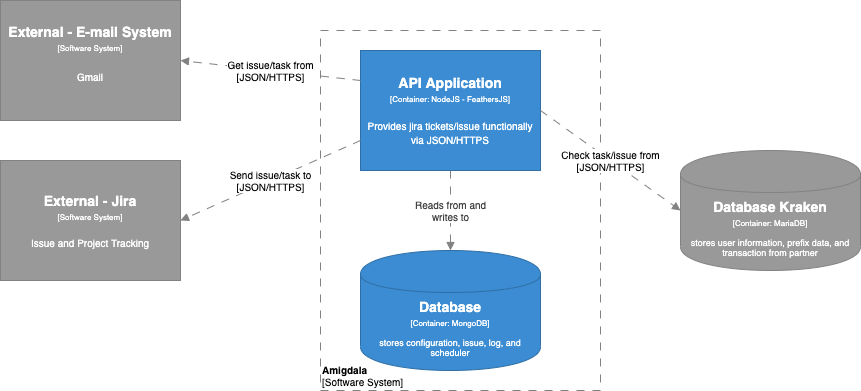 External - E-mail System
[Software System]
Gmail
Get issue/task from
[JSON/HTTPS]
API Application
[Container: NodeJS - FeathersJS]
Provides jira tickets/issue functionally
via JSON/HTTPS
Check task/issue from
[JSON/HTTPS]
Send issue/task to
[JSON/HTTPS]
External - Jira
[Software System]
Issue and Project Tracking
Reads from and
writes to
Database Kraken
[Container: MariaDB]
stores user information, prefix data, and
transaction from partner
Database
[Container: MongoDB]
stores configuration, issue, log, and
scheduler
Amigdala
[Software System]